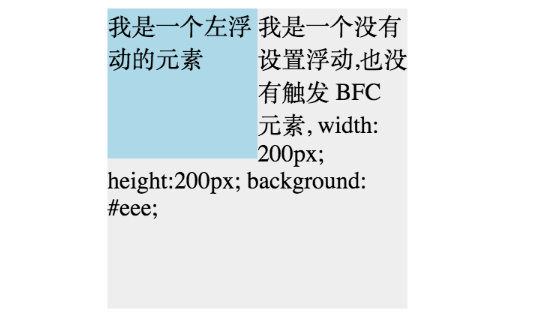 我是一个左浮
动的元素
我是一个没有
设置浮动,也没
有触发 BFC
元素, width:
200px;
height:200px; background:
#eee;